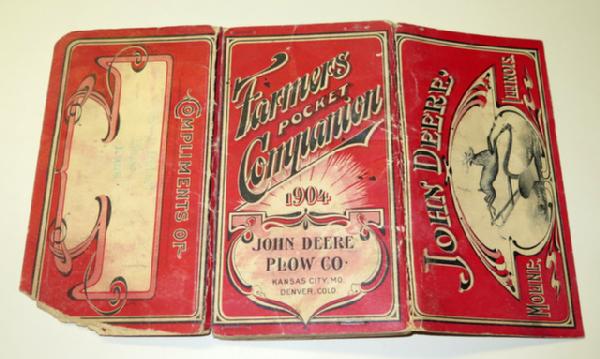 COMPLIMENTS OF
Farmers
POCKET
Companion
1904
JOHN DEERE
PLOW CO.
KANSAS CITY, MO.
DENVER, COLO.
JOHN DEERE.
MOLINE, ILLINOIS.